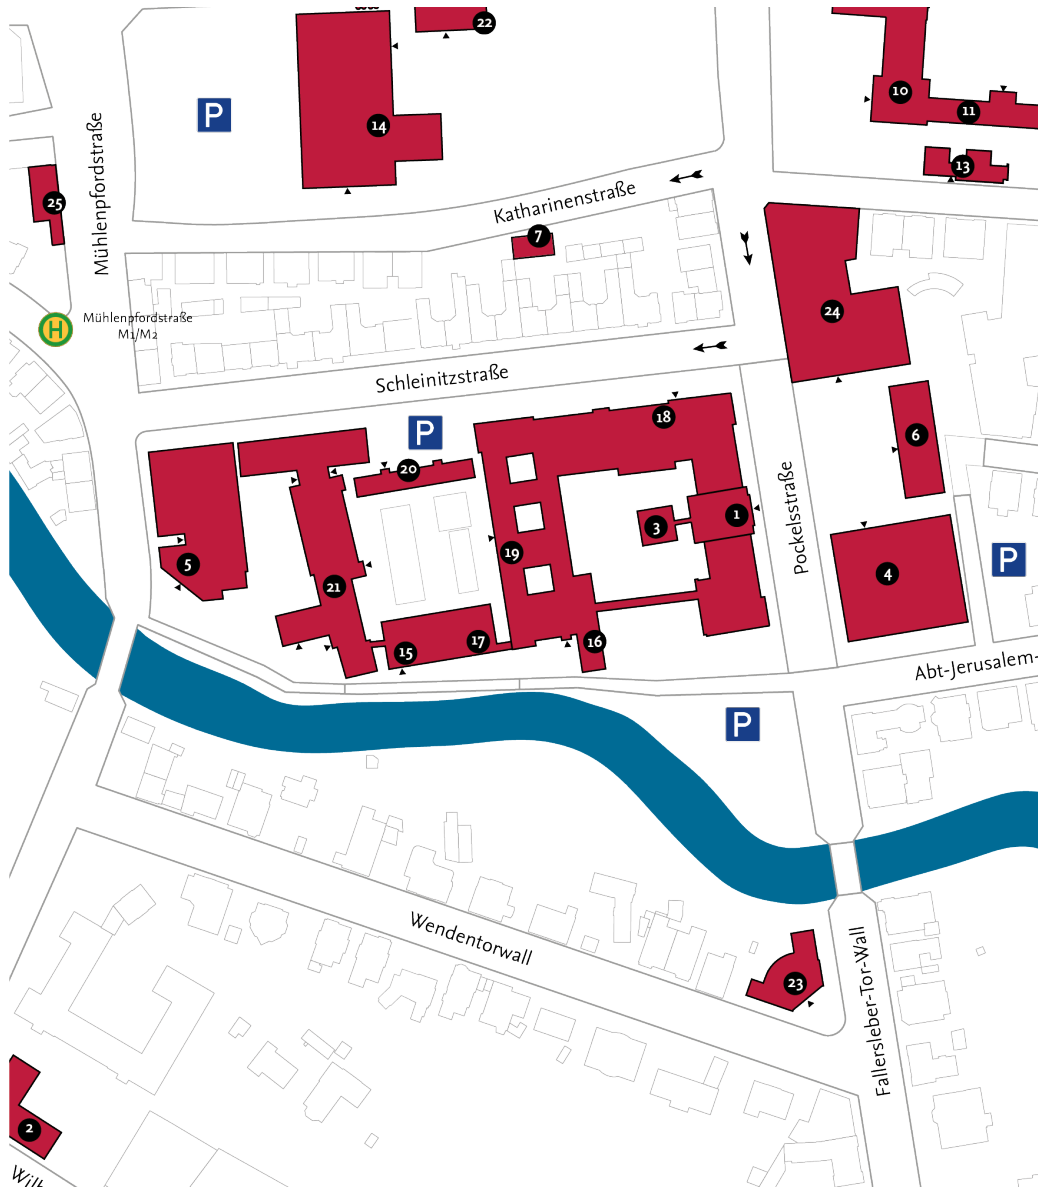 22
P
14
10
11
13
Mühlenpfordstraße
25
Katharinenstraße
7
H
Mühlenpfordstraße
M1/M2
24
Schleinitzstraße
18
P
6
20
Pockelsstraße
1
3
19
5
21
4
P
15
17
16
Abt-Jerusalem-
P
Wendentorwall
Fallersleber-Tor-Wall
23
2